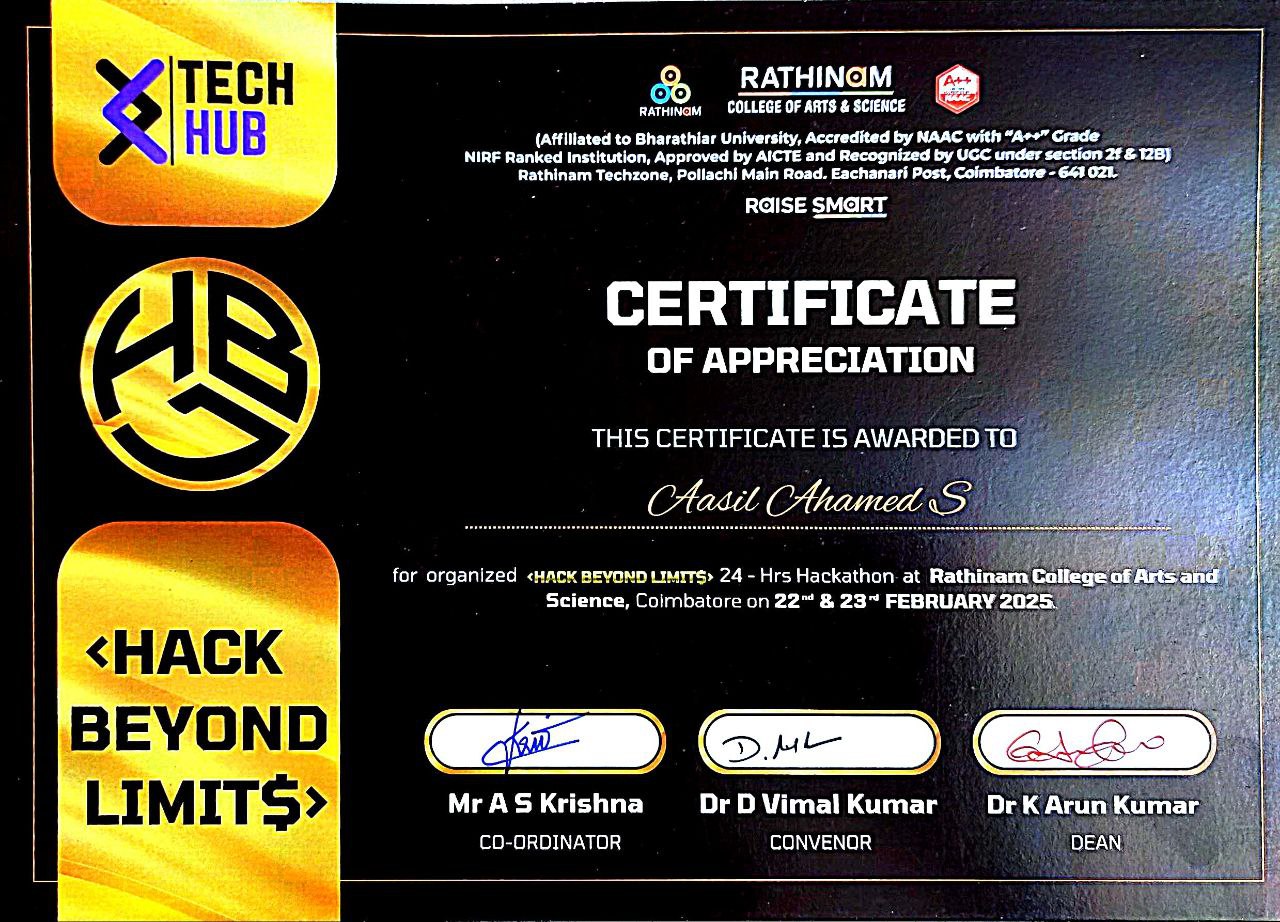 TECH
HUB
RATHINAM
RATHINAM
COLLEGE OF ARTS & SCIENCE
A++
NAAC
(Affiliated to Bharathiar University, Accredited by NAAC with "A++" Grade
NIRF Ranked Institution, Approved by AICTE and Recognized by UGC under section 2f & 12B)
Rathinam Techzone, Pollachi Main Road. Eachanari Post, Coimbatore - 641 021.
RAISE SMART
HBL
CERTIFICATE
OF APPRECIATION
THIS CERTIFICATE IS AWARDED TO
Aasil Ahamed S
for organized <HACK BEYOND LIMIT$> 24 - Hrs Hackathon at Rathinam College of Arts and
Science, Coimbatore on 22nd & 23rd FEBRUARY 2025.
<HACK
BEYOND
LIMIT$>
Mr A S Krishna
CO-ORDINATOR
D.
Dr D Vimal Kumar
CONVENOR
Dr K Arun Kumar
DEAN